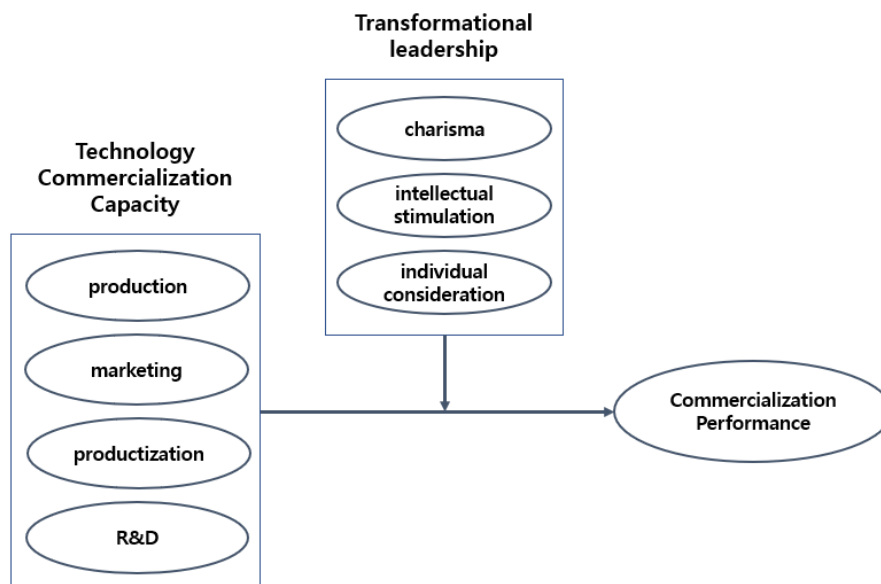 Transformational
leadership
charisma
intellectual
stimulation
individual
consideration
Technology
Commercialization
Capacity
production
marketing
productization
R&D
Commercialization
Performance